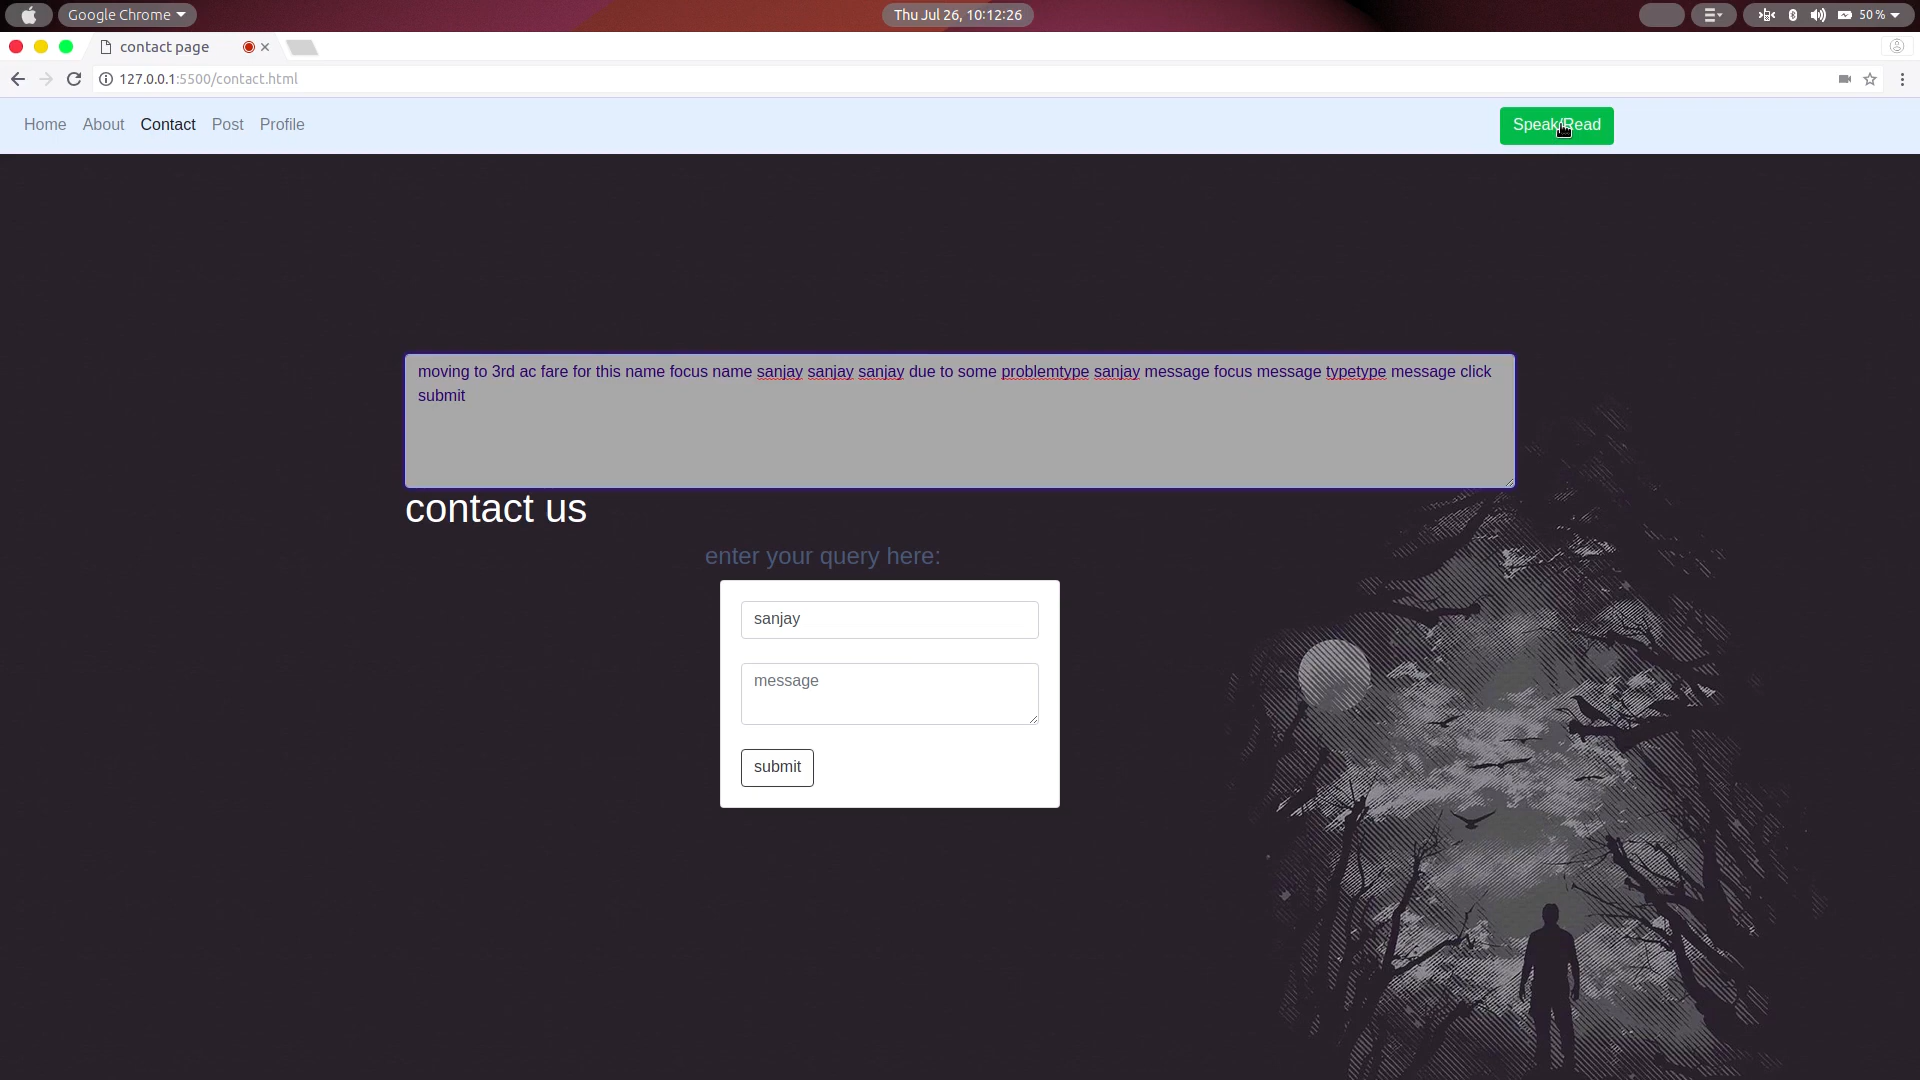 Google Chrome
Thu Jul 26, 10:12:26
50 %
contact page
127.0.0.1:5500/contact.html
Home About Contact Post Profile
Speak/Read
moving to 3rd ac fare for this name focus name sanjay sanjay sanjay due to some problemtype sanjay message focus message typetype message click
submit
contact us
enter your query here:
sanjay
message
submit